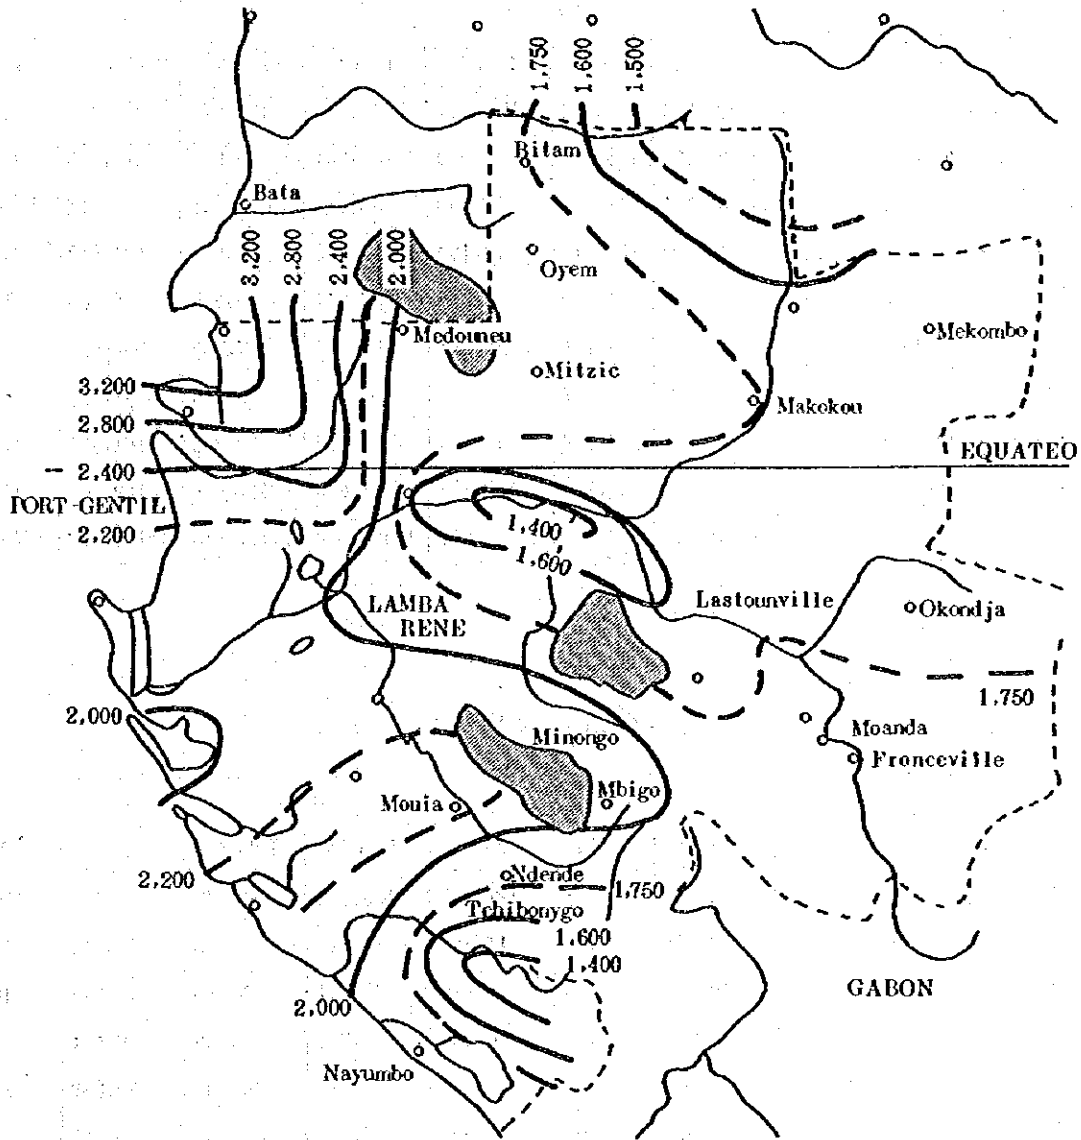 1,750
1,600
1,500
Bitam
Bata
3,200
2,800
2,400
2,000
Oyem
Medouneu
Mekombo
Mitzic
3,200
Makokou
2,800
EQUATEO
2,400
PORT-GENTIL
2,200
1,400
1,600
LAMBA
RENE
Lastounville
Okondja
1,750
2,000
Minongo
Moanda
Fronceville
Mouia
Mbigo
2,200
Ndende
1,750
Tchibonygo
1,600
1,400
GABON
2,000
Nayumbo